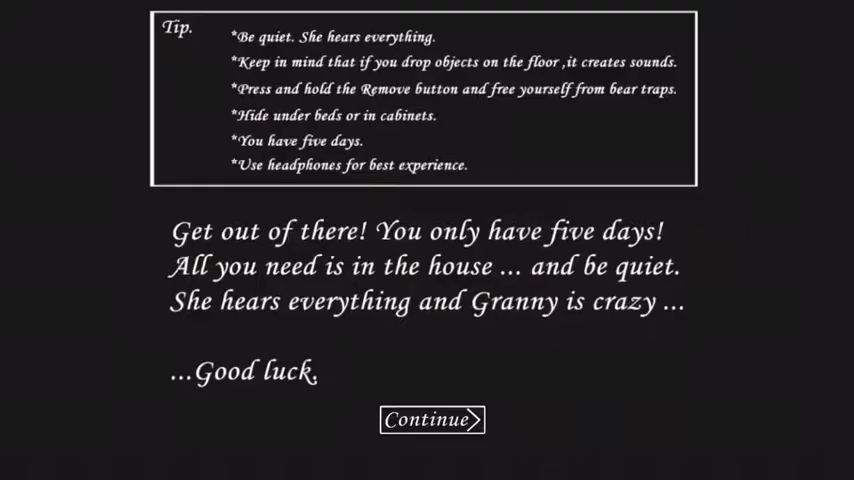 Tip.
*Be quiet. She hears everything.
*Keep in mind that if you drop objects on the floor ,it creates sounds.
*Press and hold the Remove button and free yourself from bear traps.
*Hide under beds or in cabinets.
*You have five days.
*Use headphones for best experience.
Get out of there! You only have five days!
All you need is in the house ... and be quiet.
She hears everything and Granny is crazy ...
...Good luck.
Continue